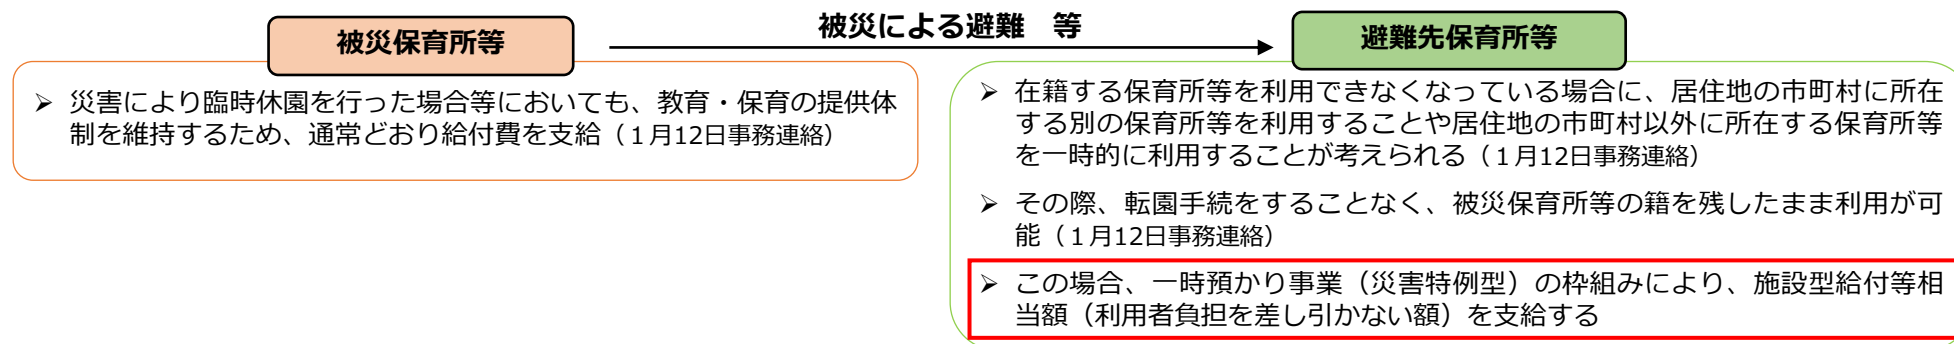 被災による避難　等
被災保育所等
避難先保育所等
➢ 災害により臨時休園を行った場合等においても、教育・保育の提供体
制を維持するため、通常どおり給付費を支給（１月12日事務連絡）
➢ 在籍する保育所等を利用できなくなっている場合に、居住地の市町村に所在
する別の保育所等を利用することや居住地の市町村以外に所在する保育所等
を一時的に利用することが考えられる（１月12日事務連絡）
➢ その際、転園手続をすることなく、被災保育所等の籍を残したまま利用が可
能（１月12日事務連絡）
➢ この場合、一時預かり事業（災害特例型）の枠組みにより、施設型給付等相
当額（利用者負担を差し引かない額）を支給する